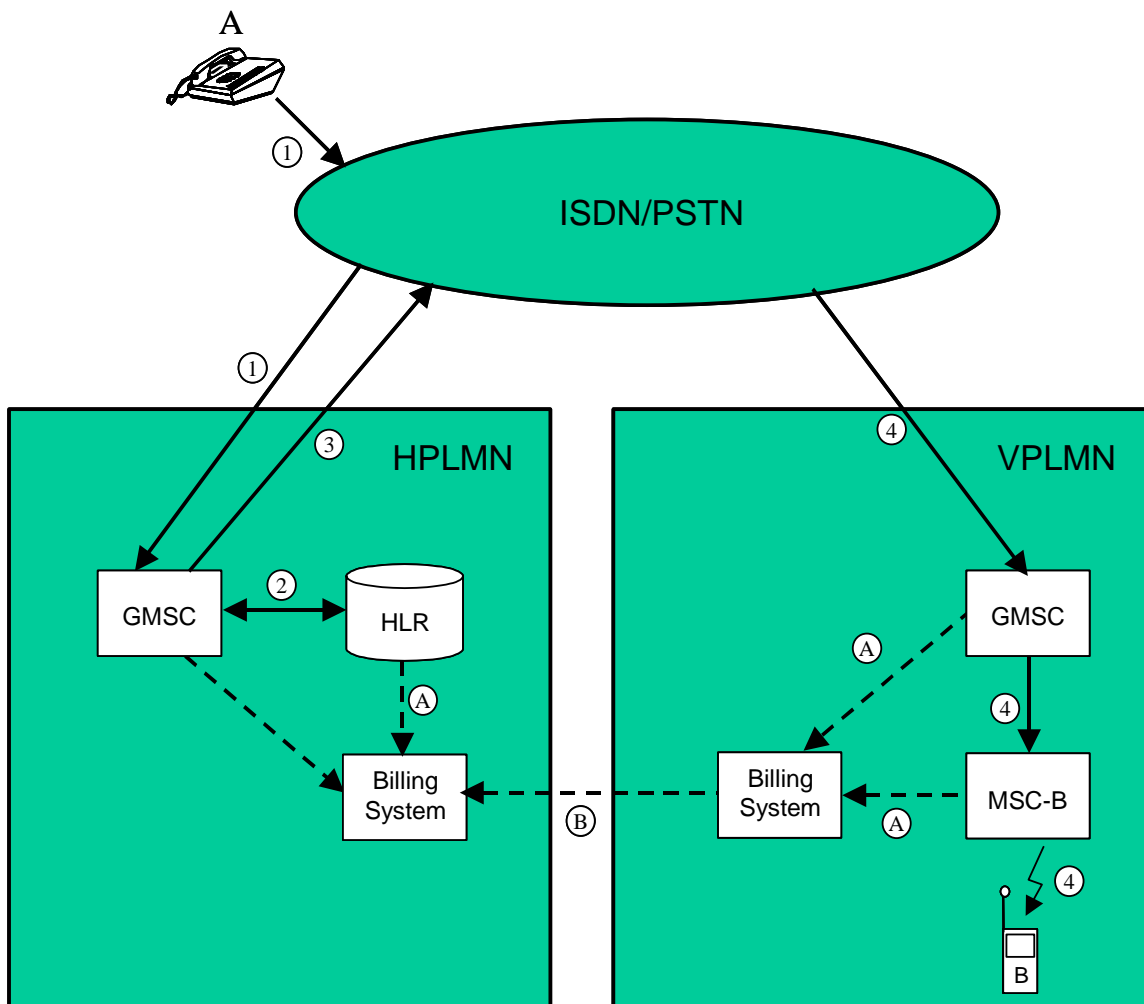 A
1
ISDN/PSTN
1
3
4
HPLMN
VPLMN
GMSC
2
HLR
GMSC
A
A
4
Billing
System
Billing
System
MSC-B
B
A
4
B